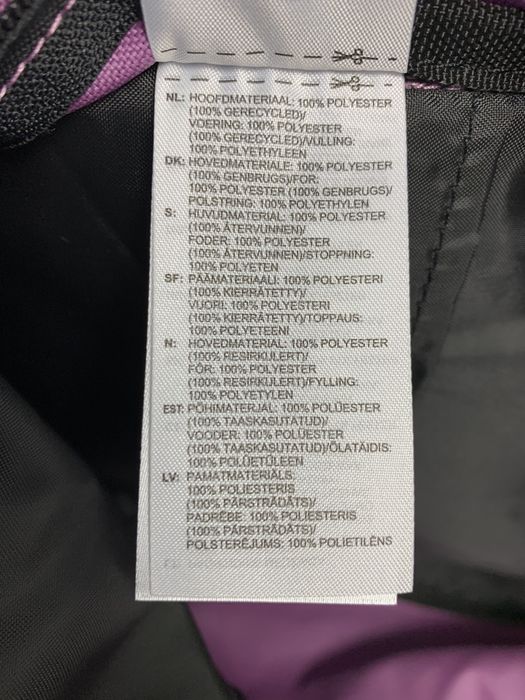 NL: HOOFDMATERIAAL: 100% POLYESTER
(100% GERECYCLED)/
VOERING: 100% POLYESTER
(100% GERECYCLED)/VULLING:
100% POLYETHYLEEN
DK: HOVEDMATERIALE: 100% POLYESTER
(100% GENBRUGS)/FOR:
100% POLYESTER (100% GENBRUGS)/
POLSTRING: 100% POLYETHYLEN
S: HUVUDMATERIAL: 100% POLYESTER
(100% ÅTERVUNNEN)/
FODER: 100% POLYESTER
(100% ÅTERVUNNEN)/STOPPNING:
100% POLYETEN
SF: PÄÄMATERIAALI: 100% POLYESTERI
(100% KIERRÄTETTY)/
VUORI: 100% POLYESTERI
(100% KIERRÄTETTY)/TOPPAUS:
100% POLYETEENI
N: HOVEDMATERIAL: 100% POLYESTER
(100% RESIRKULERT)/
FÔR: 100% POLYESTER
(100% RESIRKULERT)/FYLLING:
100% POLYETYLEN
EST: PÕHIMATERJAL: 100% POLÜESTER
(100% TAASKASUTATUD)/
VOODER: 100% POLÜESTER
(100% TAASKASUTATUD)/ÕLATÄIDIS:
100% POLÜETÜLEEN
LV: PAMATMATERIĀLS:
100% POLIESTERIS
(100% PĀRSTRĀDĀTS)/
PADRĒBE: 100% POLIESTERIS
(100% PĀRSTRĀDĀTS)/
POLSTERĒJUMS: 100% POLIETILĒNS